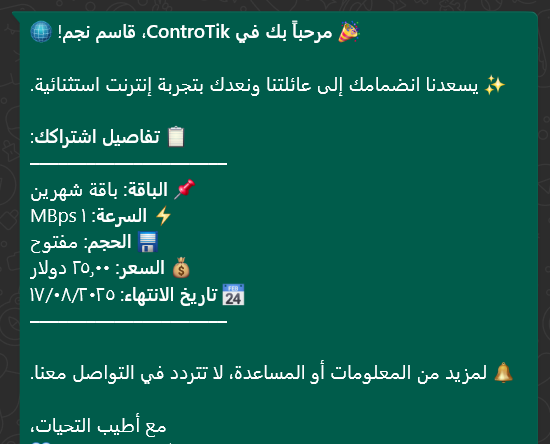 🎉 مرحباً بك في ControTik، قاسم نجم! 🌐
✨ يسعدنا انضمامك إلى عائلتنا ونعدك بتجربة إنترنت استثنائية.
📋 تفاصيل اشتراكك:
📌 الباقة: باقة شهرين
⚡ السرعة: ١ MBps
💾 الحجم: مفتوح
💰 السعر: ٢٥٫٠٠ دولار
📅 تاريخ الانتهاء: ١٧/٠٨/٢٠٢٥
🔔 لمزيد من المعلومات أو المساعدة، لا تتردد في التواصل معنا.
مع أطيب التحيات،